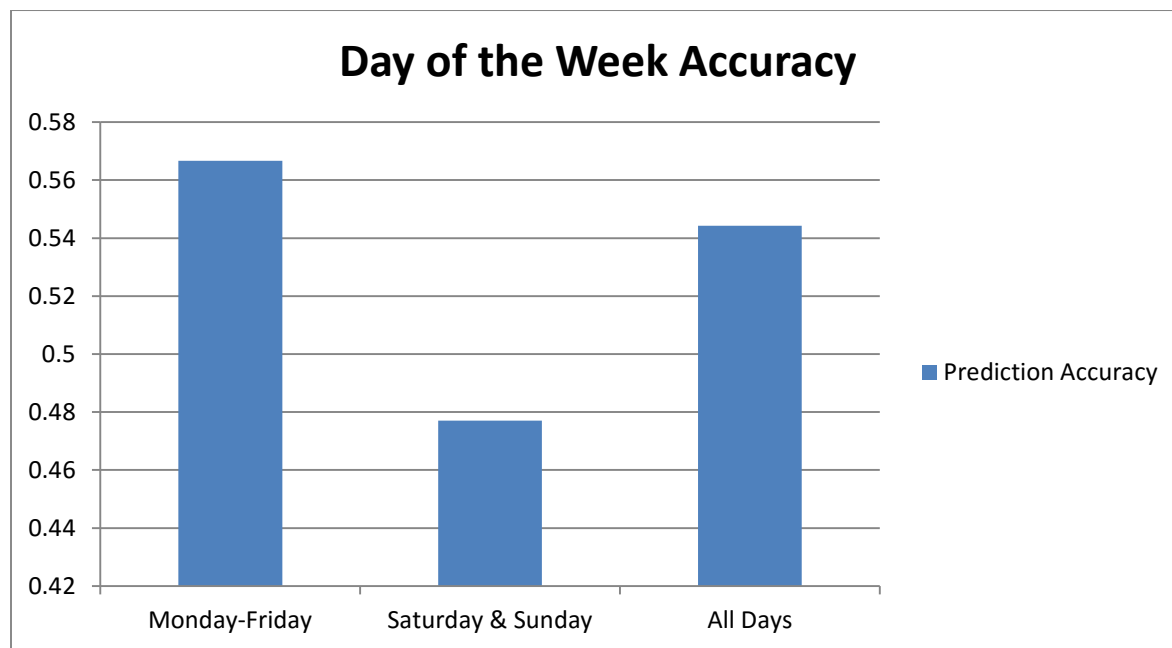 Day of the Week Accuracy
0.58
0.56
0.54
0.52
0.5
0.48
0.46
0.44
0.42
Monday-Friday
Saturday & Sunday
All Days
Prediction Accuracy